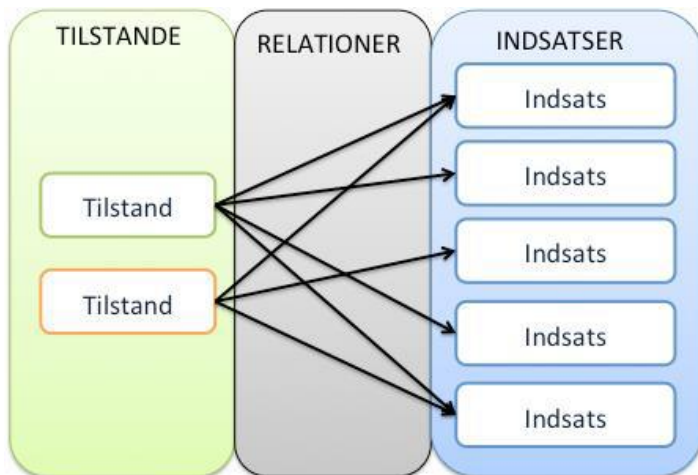 TILSTANDE
RELATIONER
INDSATSER
Tilstand
Tilstand
Indsats
Indsats
Indsats
Indsats
Indsats